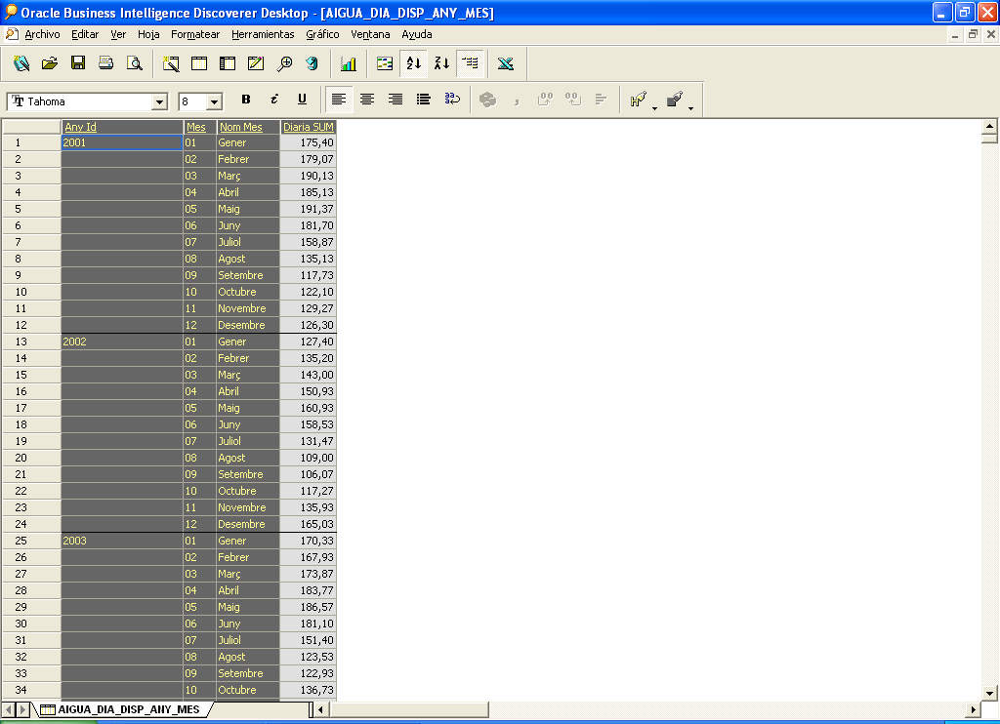 Oracle Business Intelligence Discoverer Desktop - [AIGUA_DIA_DISP_ANY_MES]
Archivo Editar Ver Hoja Formatear Herramientas Gráfico Ventana Ayuda
Tahoma 8 B i U
Any Id Mes Nom Mes Diaria SUM
1 2001 01 Gener 175,40
2 02 Febrer 179,07
3 03 Març 190,13
4 04 Abril 185,13
5 05 Maig 191,37
6 06 Juny 181,70
7 07 Juliol 158,87
8 08 Agost 135,13
9 09 Setembre 117,73
10 10 Octubre 122,10
11 11 Novembre 129,27
12 12 Desembre 126,30
13 2002 01 Gener 127,40
14 02 Febrer 135,20
15 03 Març 143,00
16 04 Abril 150,93
17 05 Maig 160,93
18 06 Juny 158,53
19 07 Juliol 131,47
20 08 Agost 109,00
21 09 Setembre 106,07
22 10 Octubre 117,27
23 11 Novembre 135,93
24 12 Desembre 165,03
25 2003 01 Gener 170,33
26 02 Febrer 167,93
27 03 Març 173,87
28 04 Abril 183,77
29 05 Maig 186,57
30 06 Juny 181,10
31 07 Juliol 151,40
32 08 Agost 123,53
33 09 Setembre 122,93
34 10 Octubre 136,73
AIGUA_DIA_DISP_ANY_MES